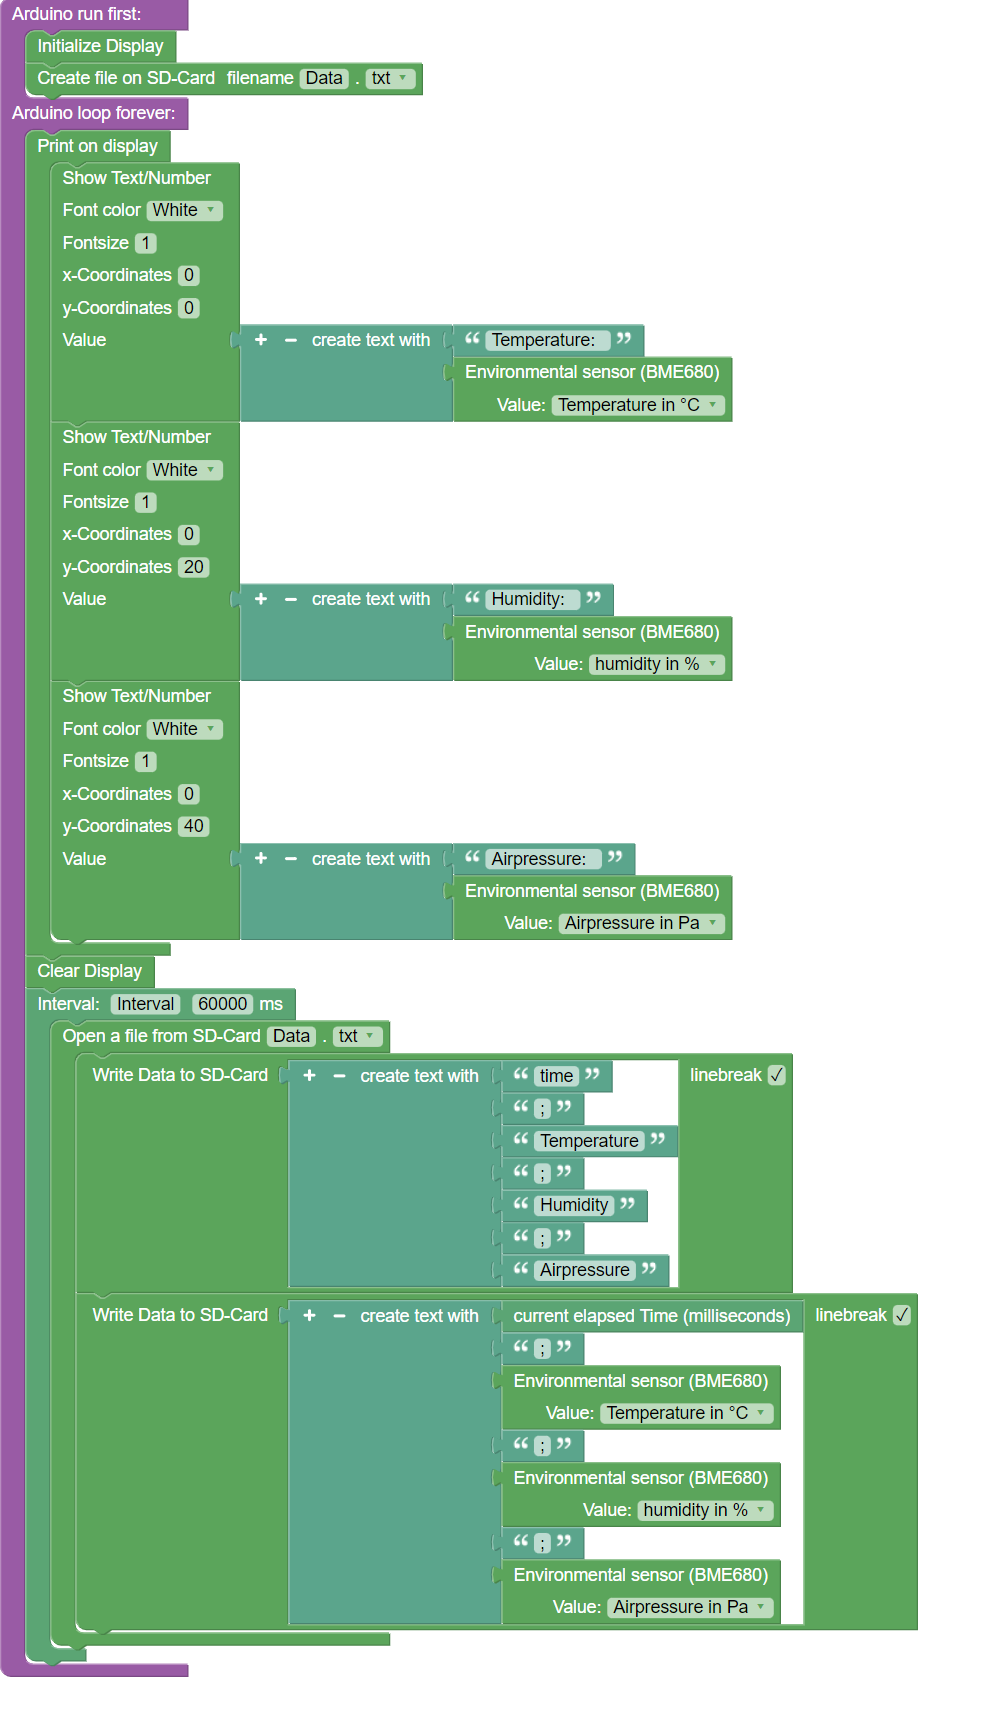 Arduino run first:
Initialize Display
Create file on SD-Card filename Data . txt
Arduino loop forever:
Print on display
Show Text/Number
Font color White
Fontsize 1
x-Coordinates 0
y-Coordinates 0
Value + − create text with “ Temperature: ”
Environmental sensor (BME680)
Value: Temperature in °C
Show Text/Number
Font color White
Fontsize 1
x-Coordinates 0
y-Coordinates 20
Value + − create text with “ Humidity: ”
Environmental sensor (BME680)
Value: humidity in %
Show Text/Number
Font color White
Fontsize 1
x-Coordinates 0
y-Coordinates 40
Value + − create text with “ Airpressure: ”
Environmental sensor (BME680)
Value: Airpressure in Pa
Clear Display
Interval: Interval 60000 ms
Open a file from SD-Card Data . txt
Write Data to SD-Card + − create text with “ time ” linebreak ✓
“ ; ”
“ Temperature ”
“ ; ”
“ Humidity ”
“ ; ”
“ Airpressure ”
Write Data to SD-Card + − create text with current elapsed Time (milliseconds) linebreak ✓
“ ; ”
Environmental sensor (BME680)
Value: Temperature in °C
“ ; ”
Environmental sensor (BME680)
Value: humidity in %
“ ; ”
Environmental sensor (BME680)
Value: Airpressure in Pa